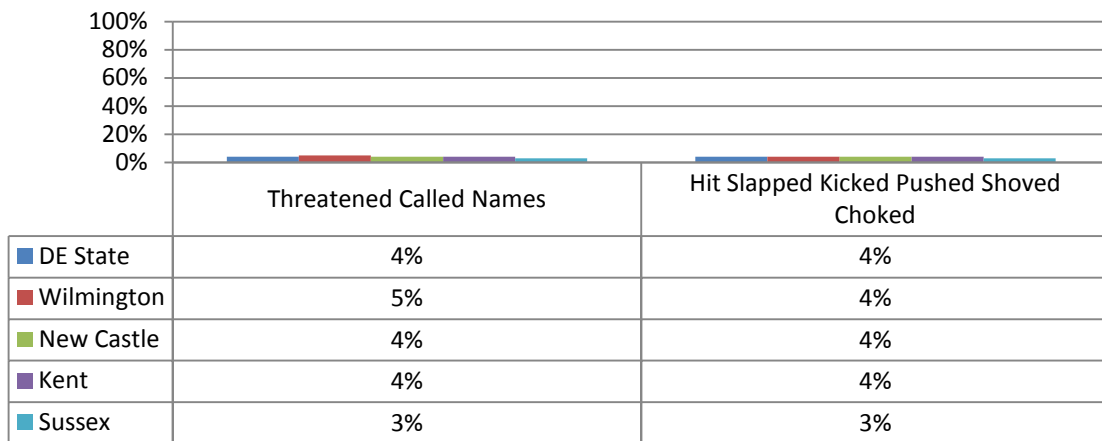 100%
80%
60%
40%
20%
0%
Threatened Called Names
Hit Slapped Kicked Pushed Shoved
Choked
DE State 4% 4%
Wilmington 5% 4%
New Castle 4% 4%
Kent 4% 4%
Sussex 3% 3%